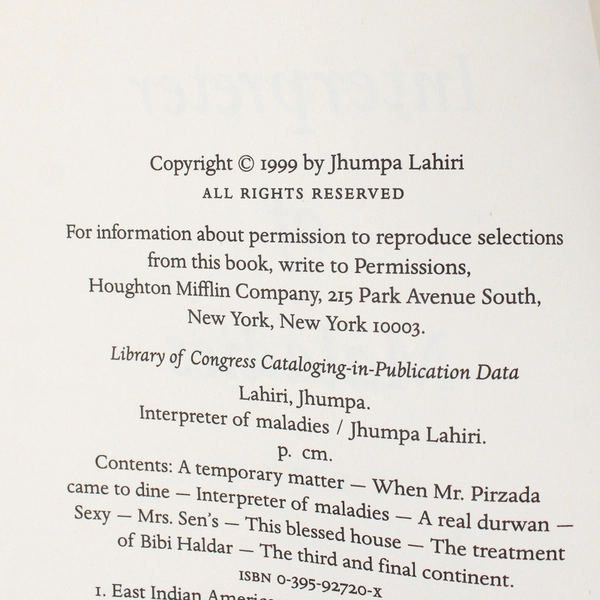 Copyright © 1999 by Jhumpa Lahiri
ALL RIGHTS RESERVED
For information about permission to reproduce selections
from this book, write to Permissions,
Houghton Mifflin Company, 215 Park Avenue South,
New York, New York 10003.
Library of Congress Cataloging-in-Publication Data
Lahiri, Jhumpa.
Interpreter of maladies / Jhumpa Lahiri.
p. cm.
Contents: A temporary matter — When Mr. Pirzada
came to dine — Interpreter of maladies — A real durwan —
Sexy — Mrs. Sen's — This blessed house — The treatment
of Bibi Haldar — The third and final continent.
ISBN 0-395-92720-X
1. East Indian